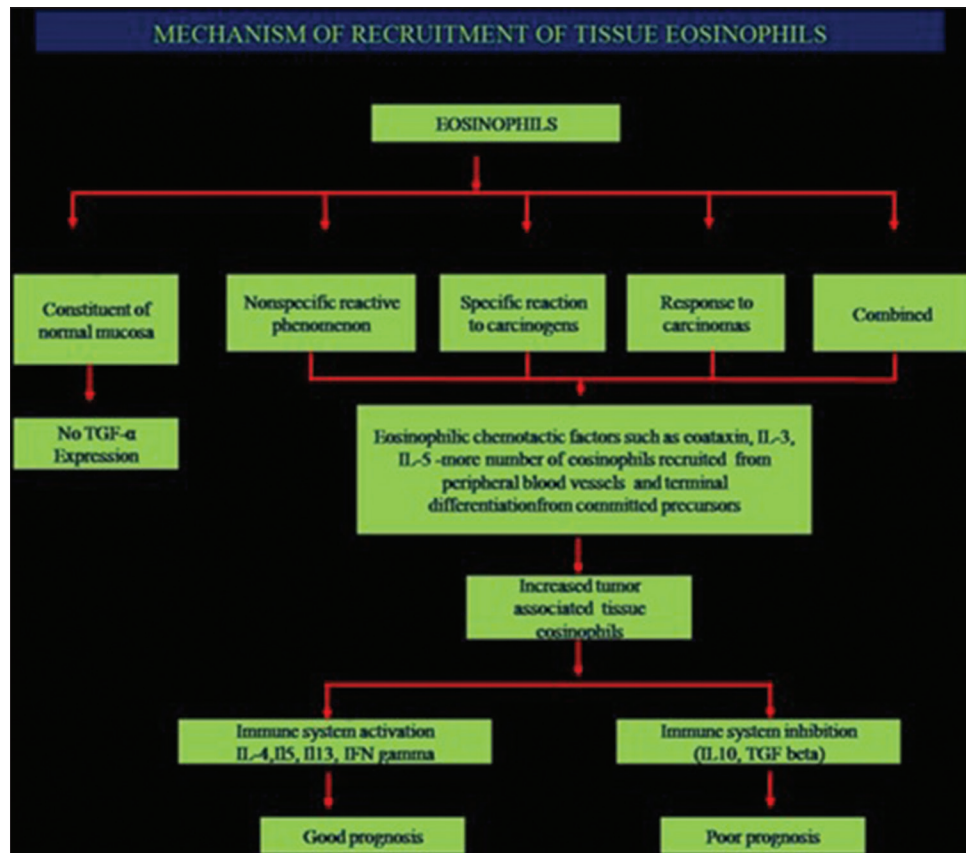 MECHANISM OF RECRUITMENT OF TISSUE EOSINOPHILS
EOSINOPHILS
Constituent of
normal mucosa
Nonspecific reactive
phenomenon
Specific reaction
to carcinogens
Response to
carcinomas
Combined
No TGF-α
Expression
Eosinophilic chemotactic factors such as eoataxin, IL-3,
IL-5 -more number of eosinophils recruited from
peripheral blood vessels and terminal
differentiationfrom committed precursors
Increased tumor
associated tissue
eosinophils
Immune system activation
IL-4,Il5, Il13, IFN gamma
Immune system inhibition
(IL10, TGF beta)
Good prognosis
Poor prognosis